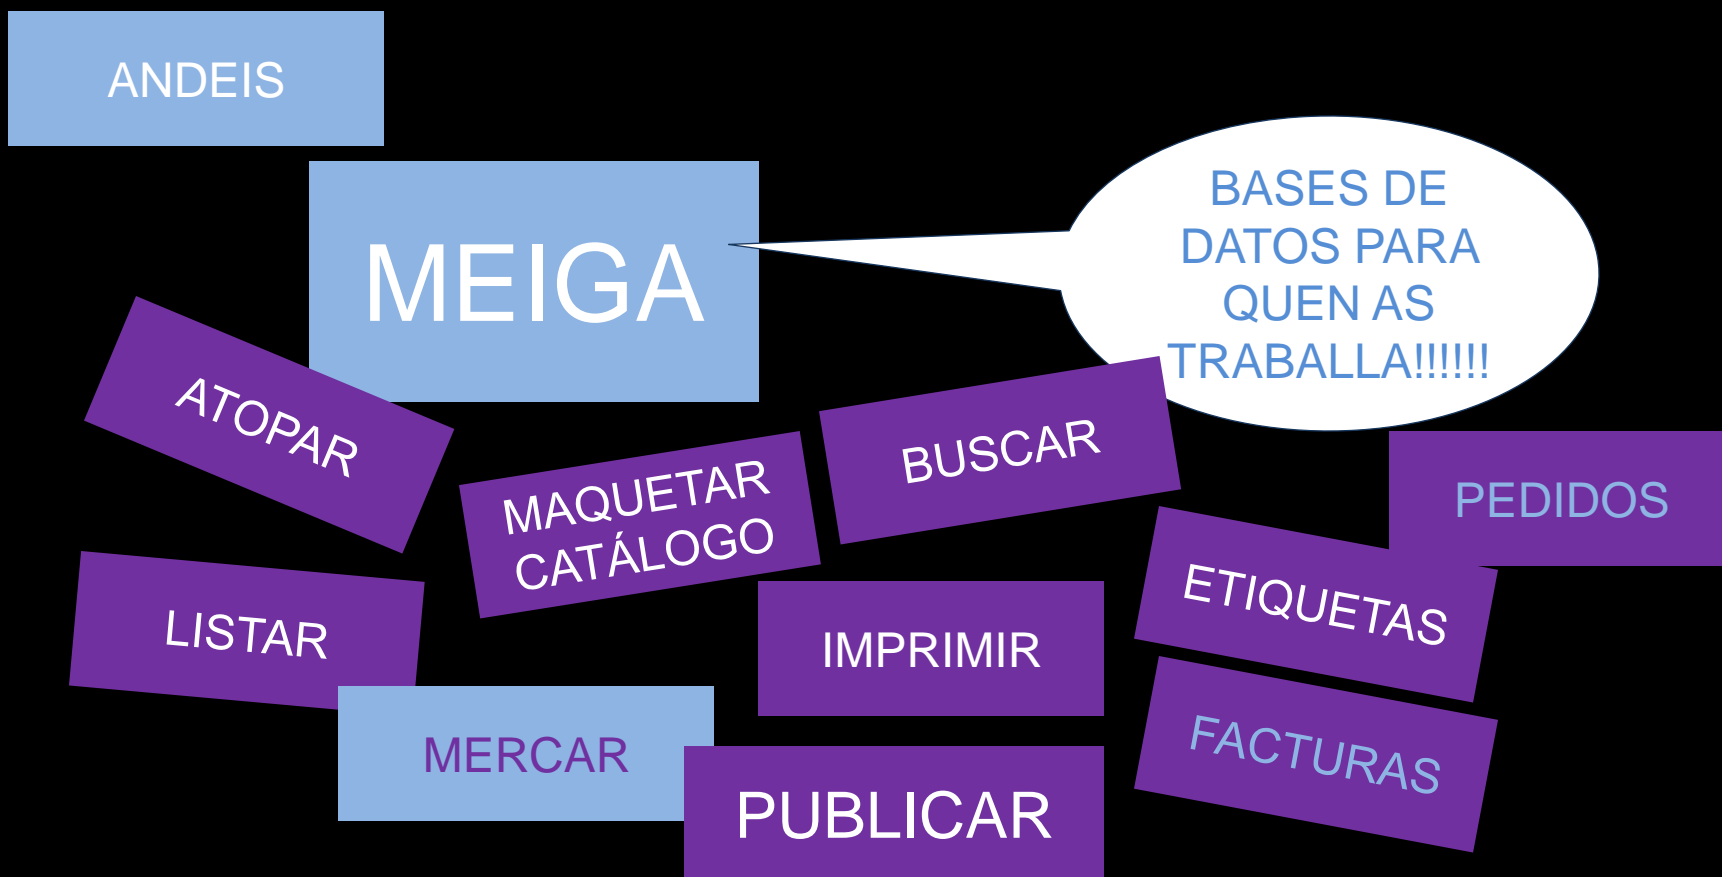 ANDEIS
MEIGA
BASES DE
DATOS PARA
QUEN AS
TRABALLA!!!!!!
ATOPAR
MAQUETAR
CATÁLOGO
BUSCAR
PEDIDOS
LISTAR
IMPRIMIR
ETIQUETAS
MERCAR
FACTURAS
PUBLICAR